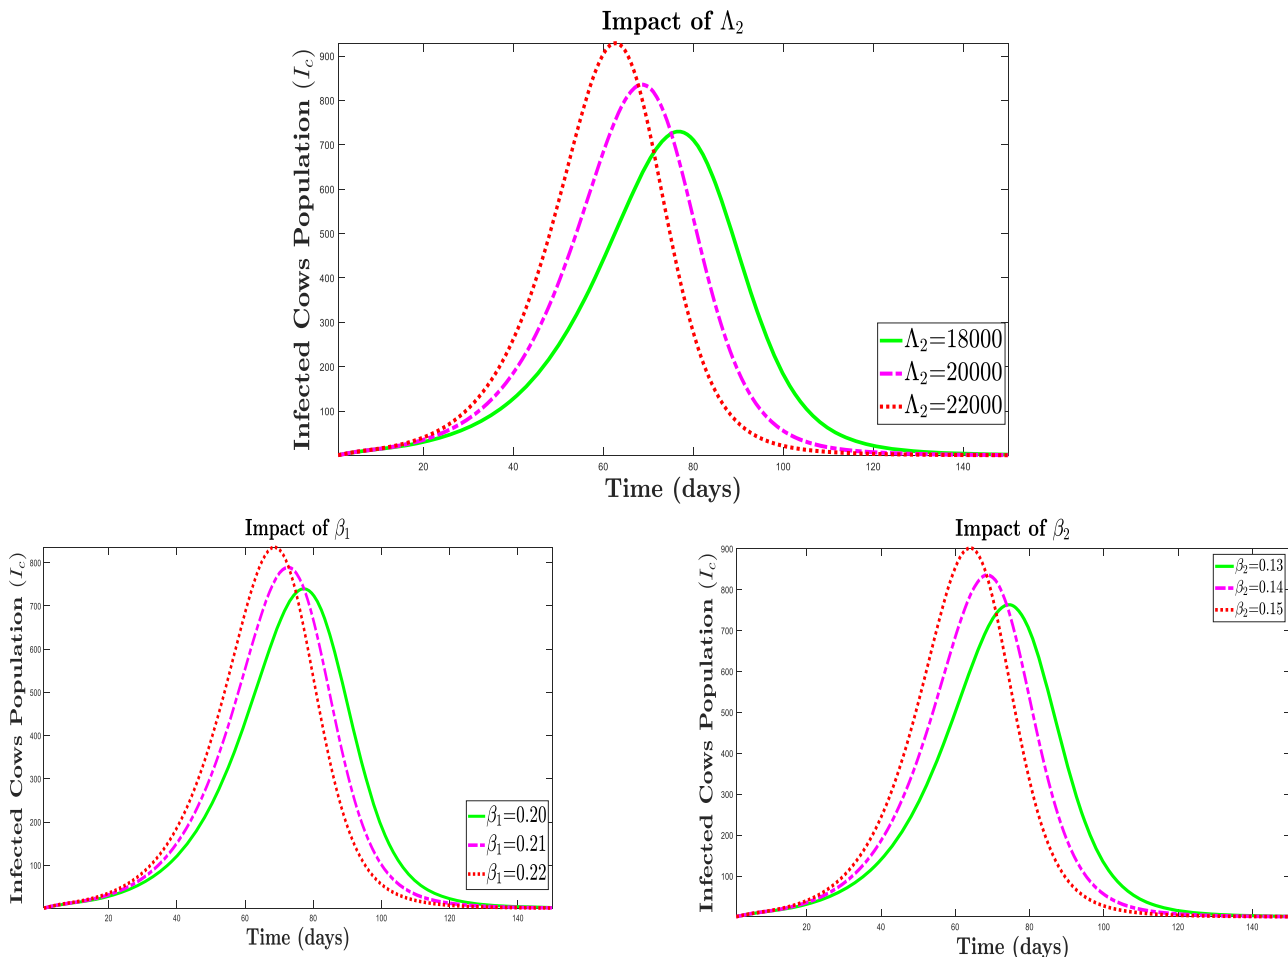 Impact of Λ₂
Infected Cows Population (I_c)
900
800
700
600
500
400
300
200
100
20 40 60 80 100 120 140
Time (days)
Λ₂=18000
Λ₂=20000
Λ₂=22000
Impact of β₁
Infected Cows Population (I_c)
800
700
600
500
400
300
200
100
20 40 60 80 100 120 140
Time (days)
β₁=0.20
β₁=0.21
β₁=0.22
Impact of β₂
Infected Cows Population (I_c)
900
800
700
600
500
400
300
200
100
20 40 60 80 100 120 140
Time (days)
β₂=0.13
β₂=0.14
β₂=0.15